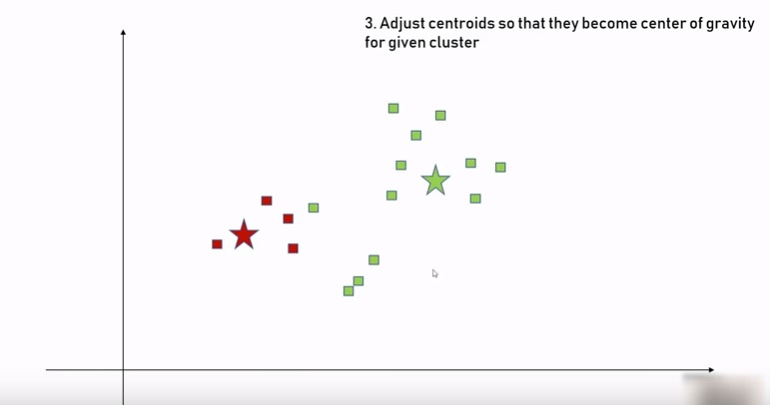 3. Adjust centroids so that they become center of gravity
for given cluster